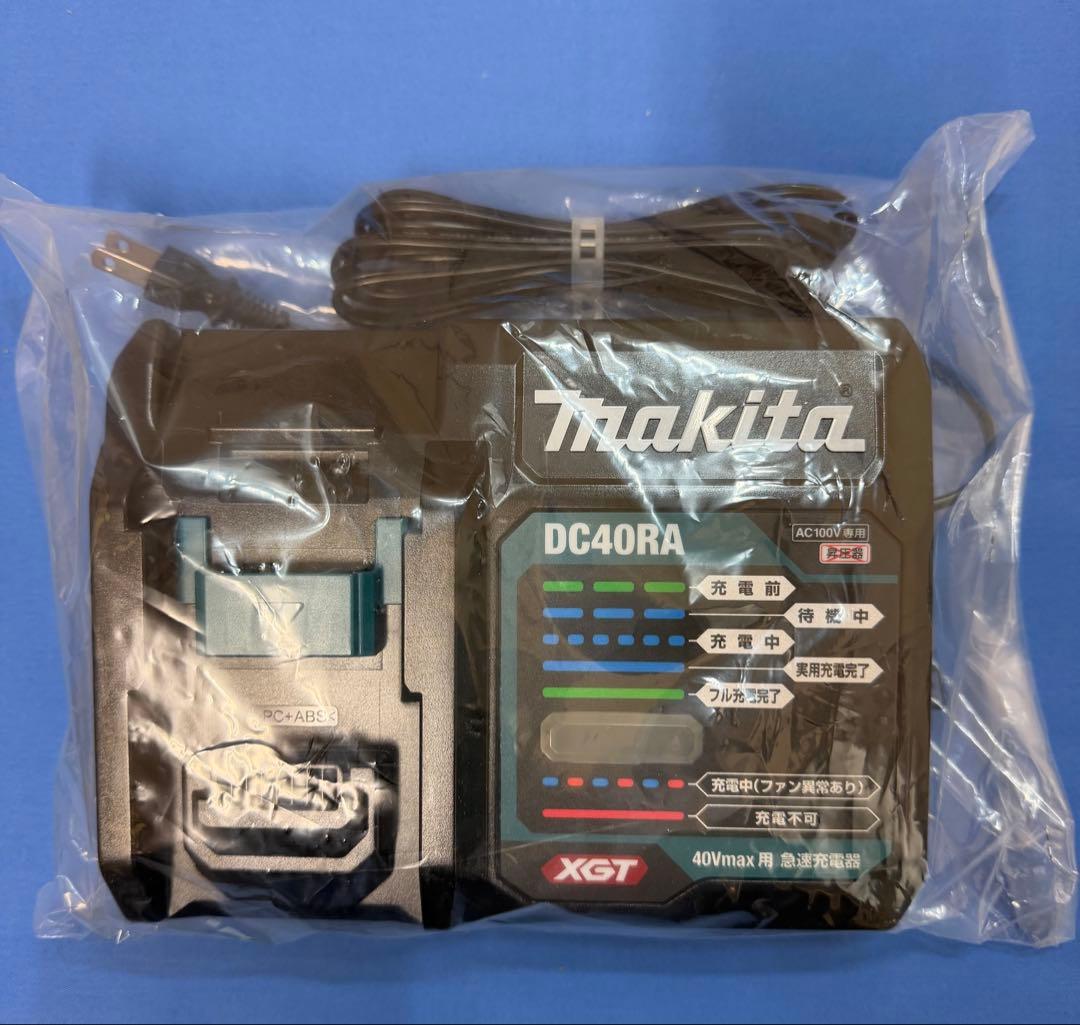 makita®
DC40RA
AC100V専用
昇圧器
充電前
待機中
充電中
実用充電完了
フル充電完了
PC+ABS<
充電中(ファン異常あり)
充電不可
XGT
40Vmax用 急速充電器